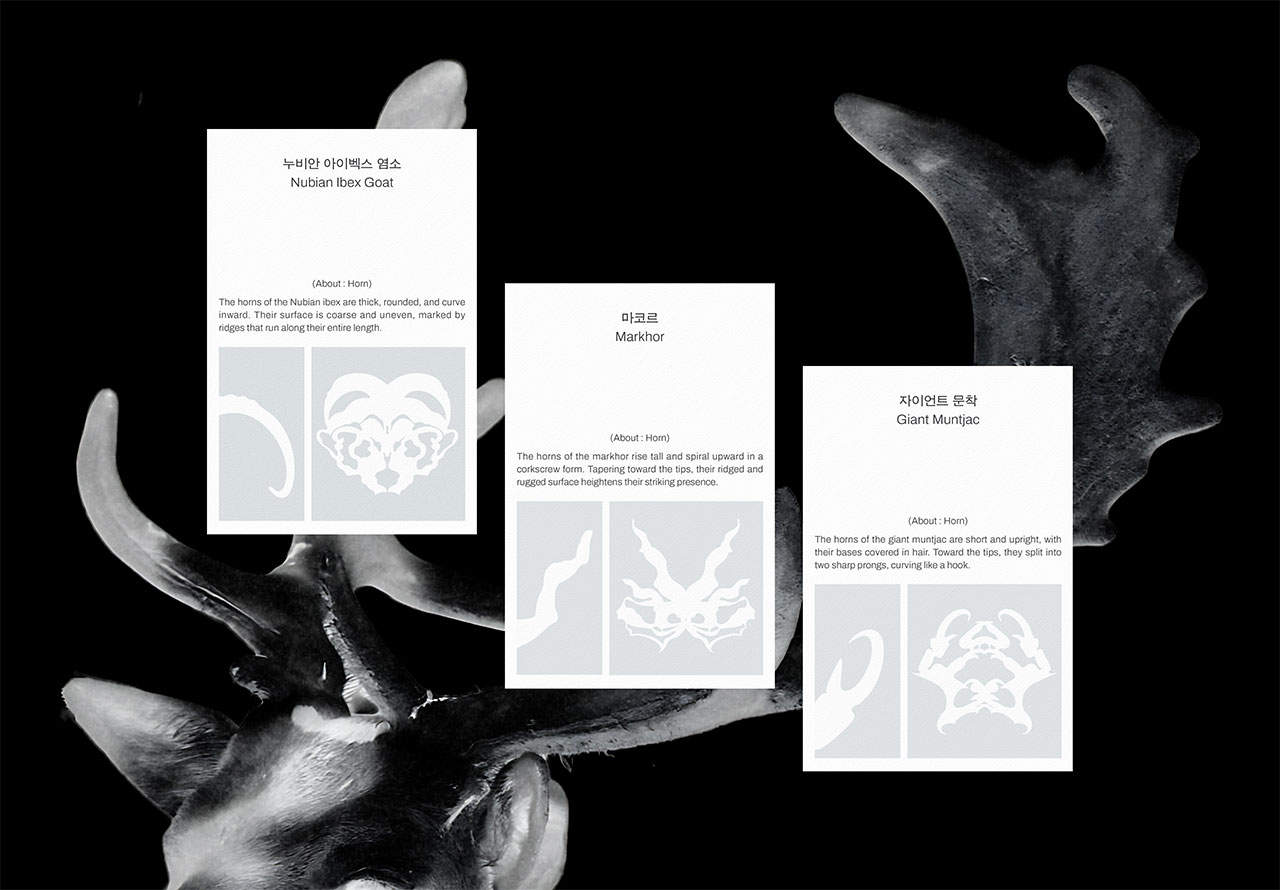 누비안 아이벡스 염소
Nubian Ibex Goat
(About : Horn)
The horns of the Nubian ibex are thick, rounded, and curve
inward. Their surface is coarse and uneven, marked by
ridges that run along their entire length.
마코르
Markhor
(About : Horn)
The horns of the markhor rise tall and spiral upward in a
corkscrew form. Tapering toward the tips, their ridged and
rugged surface heightens their striking presence.
자이언트 문착
Giant Muntjac
(About : Horn)
The horns of the giant muntjac are short and upright, with
their bases covered in hair. Toward the tips, they split into
two sharp prongs, curving like a hook.